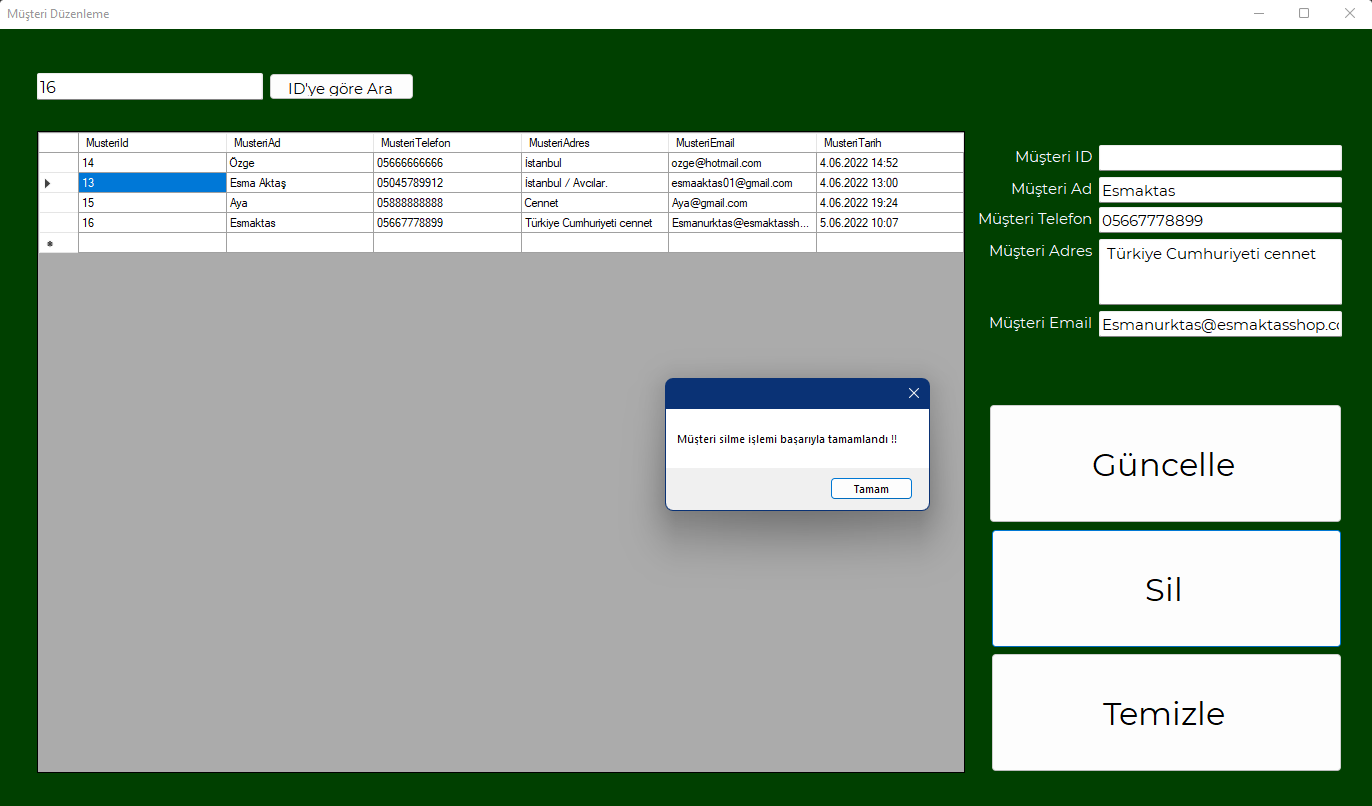 Müşteri Düzenleme
16
ID'ye göre Ara
MusteriId MusteriAd MusteriTelefon MusteriAdres MusteriEmail MusteriTarih
14 Özge 05666666666 İstanbul ozge@hotmail.com 4.06.2022 14:52
13 Esma Aktaş 05045789912 İstanbul / Avcılar. esmaaktas01@gmail.com 4.06.2022 13:00
15 Aya 05888888888 Cennet Aya@gmail.com 4.06.2022 19:24
16 Esmaktas 05667778899 Türkiye Cumhuriyeti cennet Esmanurktas@esmaktassh... 5.06.2022 10:07
Müşteri ID
Müşteri Ad Esmaktas
Müşteri Telefon 05667778899
Müşteri Adres Türkiye Cumhuriyeti cennet
Müşteri Email Esmanurktas@esmaktasshop.co
Müşteri silme işlemi başarıyla tamamlandı !!
Tamam
Güncelle
Sil
Temizle